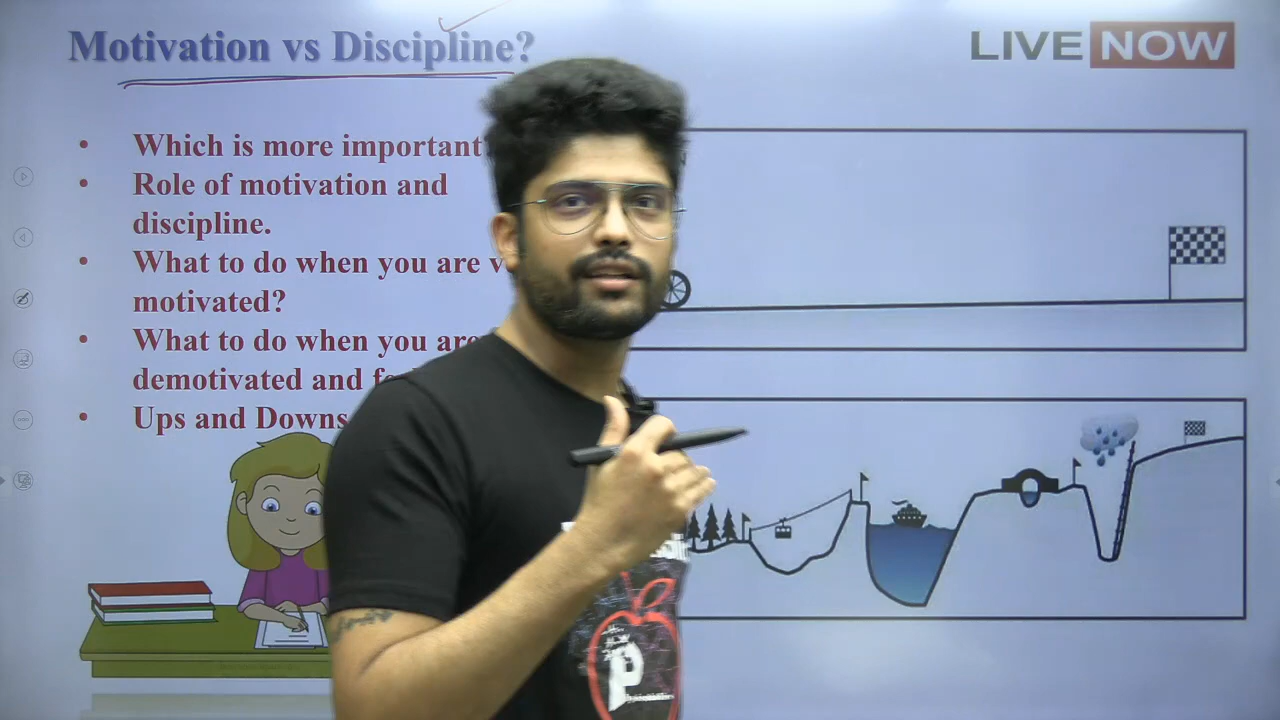 Motivation vs Discipline?
LIVE NOW
• Which is more important
• Role of motivation and
discipline.
• What to do when you are
motivated?
• What to do when you are
demotivated and
• Ups and Downs